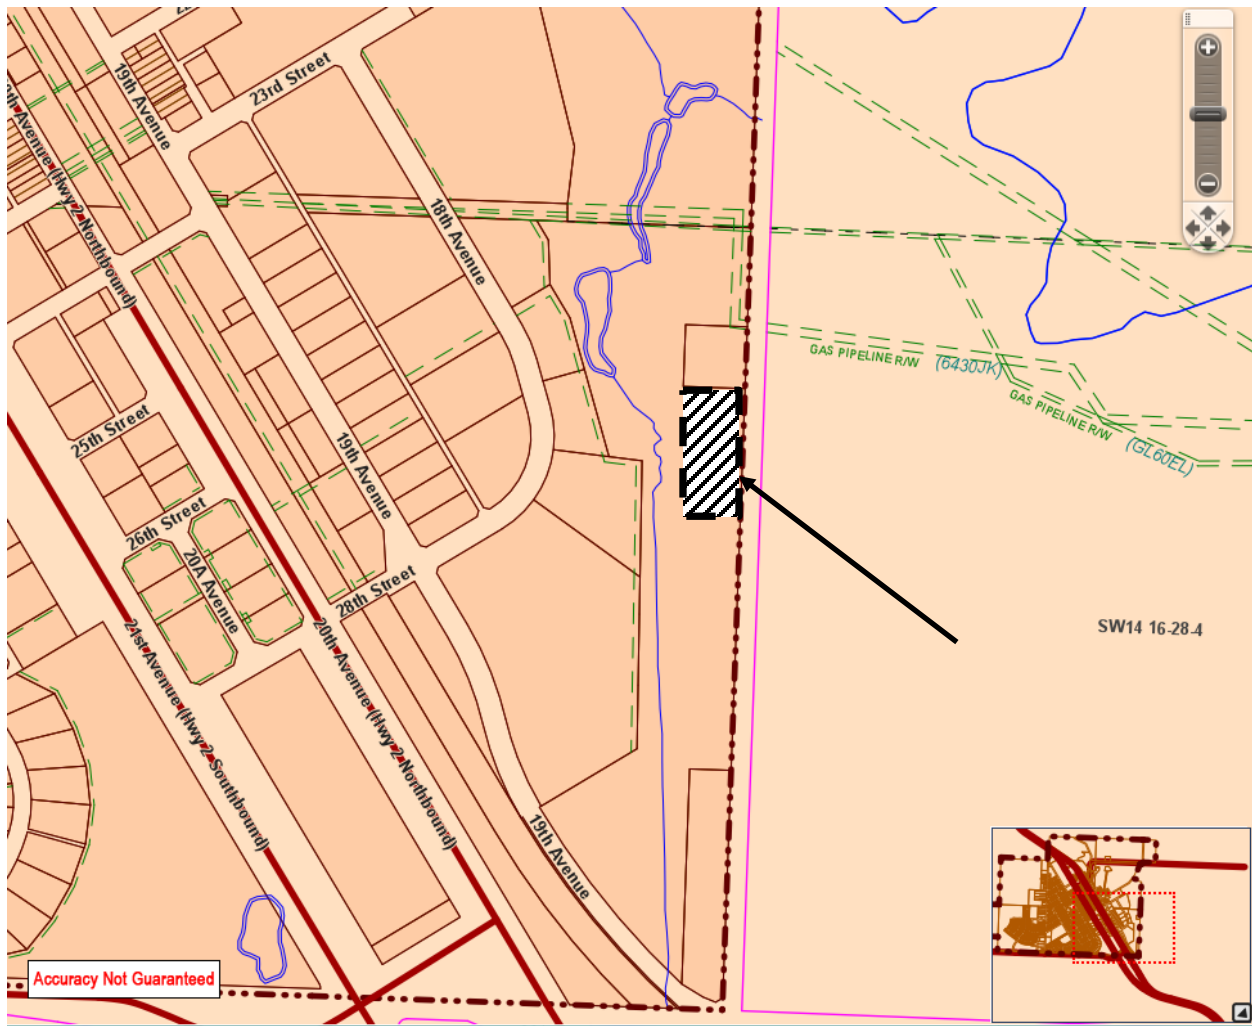 23rd Street
19th Avenue
20th Avenue (Hwy 2 Northbound)
18th Avenue
GAS PIPELINE R/W
(6430JK)
GAS PIPELINE R/W
(GL60EL)
25th Street
19th Avenue
26th Street
20A Avenue
28th Street
21st Avenue (Hwy 2 Southbound)
20th Avenue (Hwy 2 Northbound)
SW14 16-28-4
19th Avenue
Accuracy Not Guaranteed